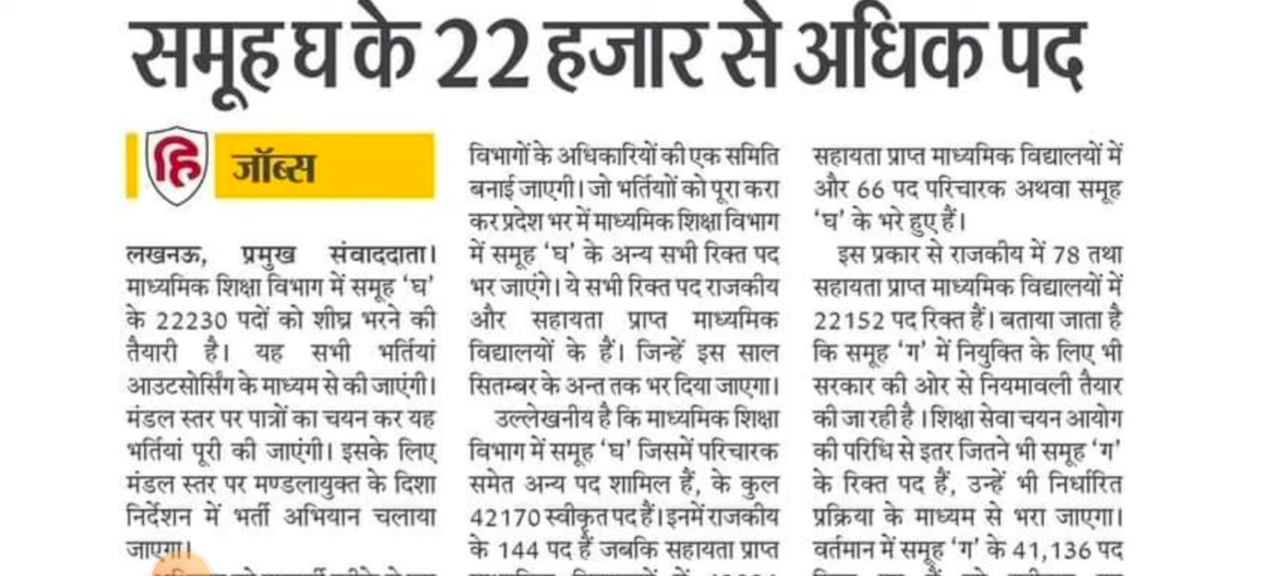 समूह घ के 22 हजार से अधिक पद
हि जॉब्स
लखनऊ, प्रमुख संवाददाता।
माध्यमिक शिक्षा विभाग में समूह ‘घ’
के 22230 पदों को शीघ्र भरने की
तैयारी है। यह सभी भर्तियां
आउटसोर्सिंग के माध्यम से की जाएंगी।
मंडल स्तर पर पात्रों का चयन कर यह
भर्तियां पूरी की जाएंगी। इसके लिए
मंडल स्तर पर मण्डलायुक्त के दिशा
निर्देशन में भर्ती अभियान चलाया
जाएगा।
विभागों के अधिकारियों की एक समिति
बनाई जाएगी। जो भर्तियाों को पूरा करा
कर प्रदेश भर में माध्यमिक शिक्षा विभाग
में समूह ‘घ’ के अन्य सभी रिक्त पद
भर जाएंगे। ये सभी रिक्त पद राजकीय
और सहायता प्राप्त माध्यमिक
विद्यालयों के हैं। जिन्हें इस साल
सितम्बर के अन्त तक भर दिया जाएगा।
उल्लेखनीय है कि माध्यमिक शिक्षा
विभाग में समूह ‘घ’ जिसमें परिचारक
समेत अन्य पद शामिल हैं, के कुल
42170 स्वीकृत पद हैं। इनमें राजकीय
के 144 पद हैं जबकि सहायता प्राप्त
सहायता प्राप्त माध्यमिक विद्यालयों में
और 66 पद परिचारक अथवा समूह
‘घ’ के भरे हुए हैं।
इस प्रकार से राजकीय में 78 तथा
सहायता प्राप्त माध्यमिक विद्यालयों में
22152 पद रिक्त हैं। बताया जाता है
कि समूह ‘ग’ में नियुक्ति के लिए भी
सरकार की ओर से नियमावली तैयार
की जा रही है । शिक्षा सेवा चयन आयोग
की परिधि से इतर जितने भी समूह ‘ग’
के रिक्त पद हैं, उन्हें भी निर्धारित
प्रक्रिया के माध्यम से भरा जाएगा।
वर्तमान में समूह ‘ग’ के 41,136 पद